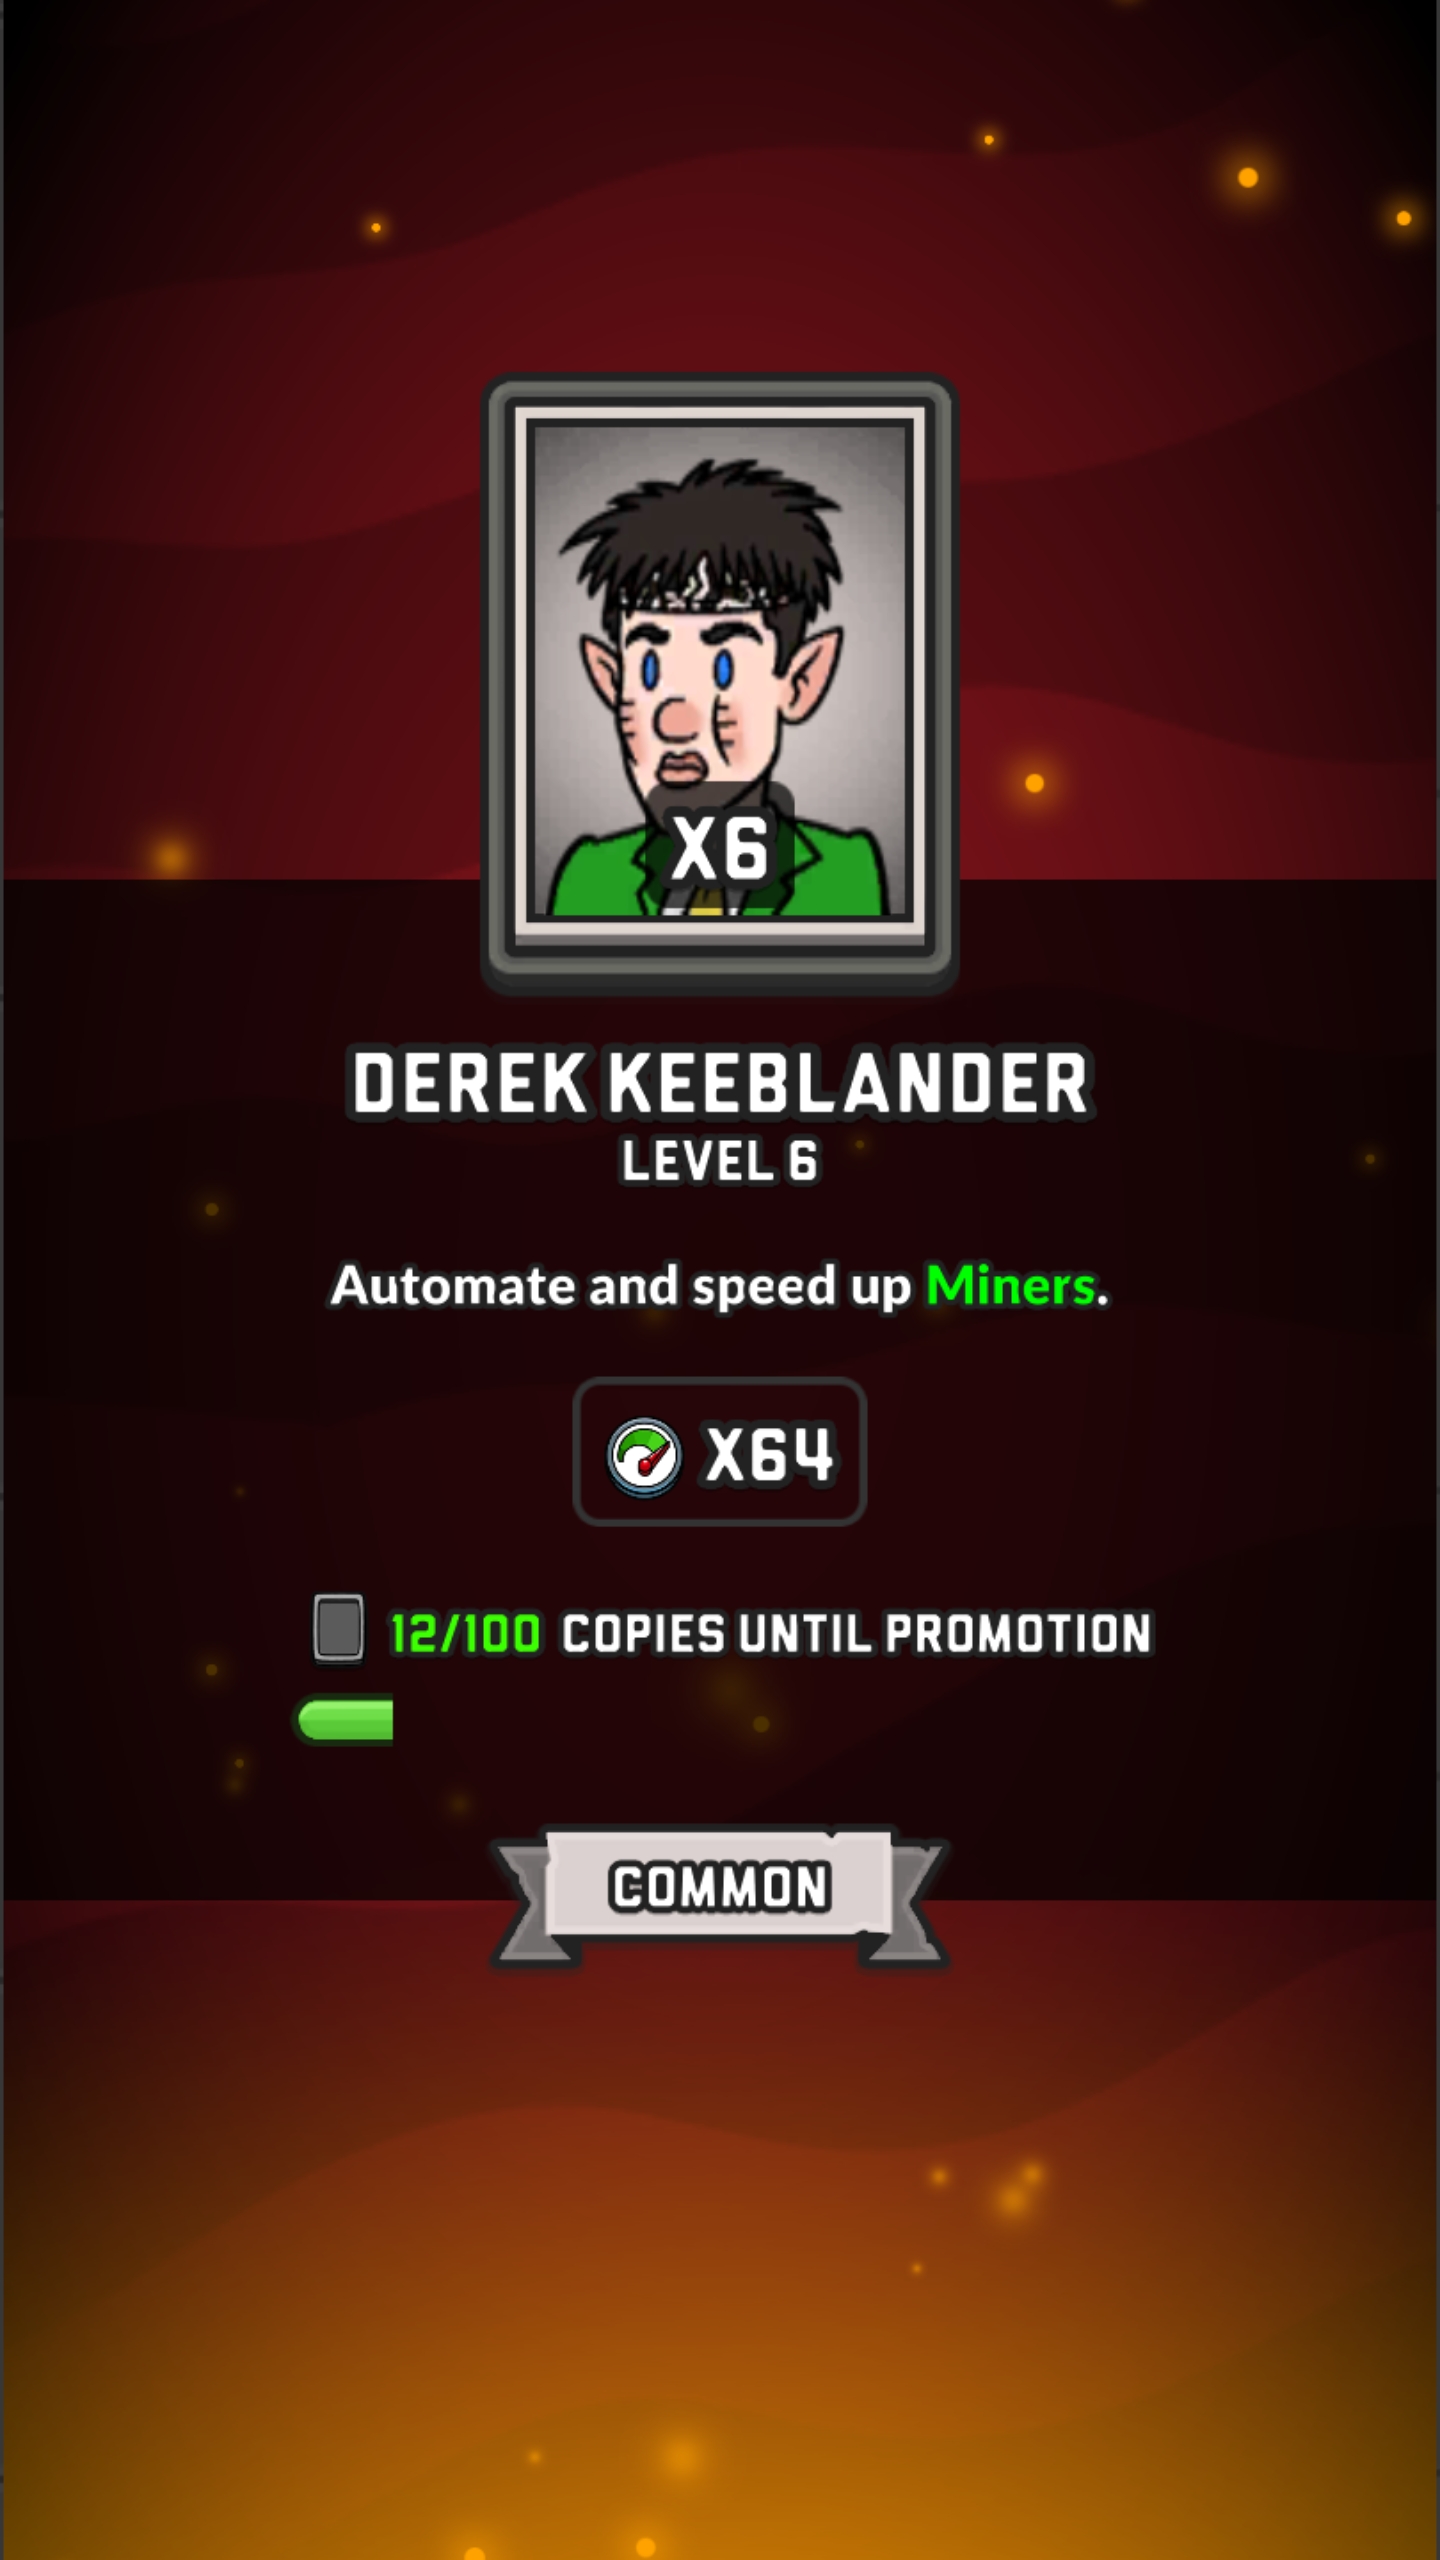 X6
DEREK KEEBLANDER
LEVEL 6
Automate and speed up Miners.
X64
12/100 COPIES UNTIL PROMOTION
COMMON